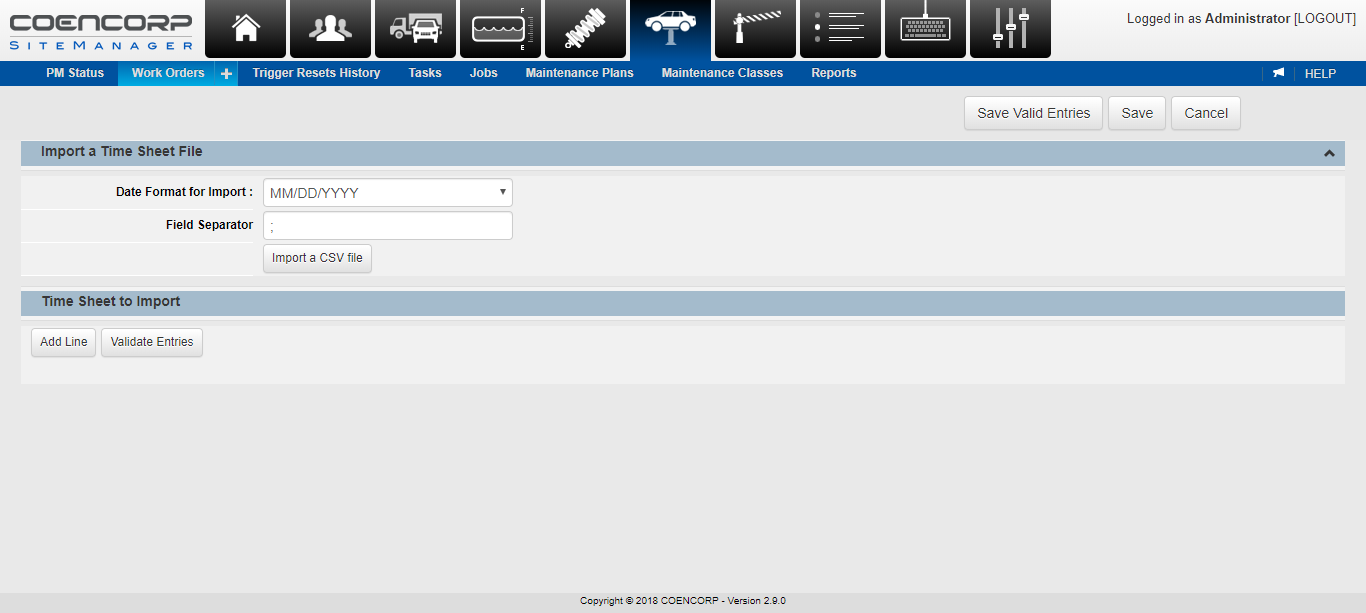 COENCORP
SITEMANAGER
F
E
Logged in as Administrator [LOGOUT]
PM Status Work Orders + Trigger Resets History Tasks Jobs Maintenance Plans Maintenance Classes Reports HELP
Save Valid Entries Save Cancel
Import a Time Sheet File
Date Format for Import : MM/DD/YYYY
Field Separator ;
Import a CSV file
Time Sheet to Import
Add Line Validate Entries
Copyright © 2018 COENCORP - Version 2.9.0